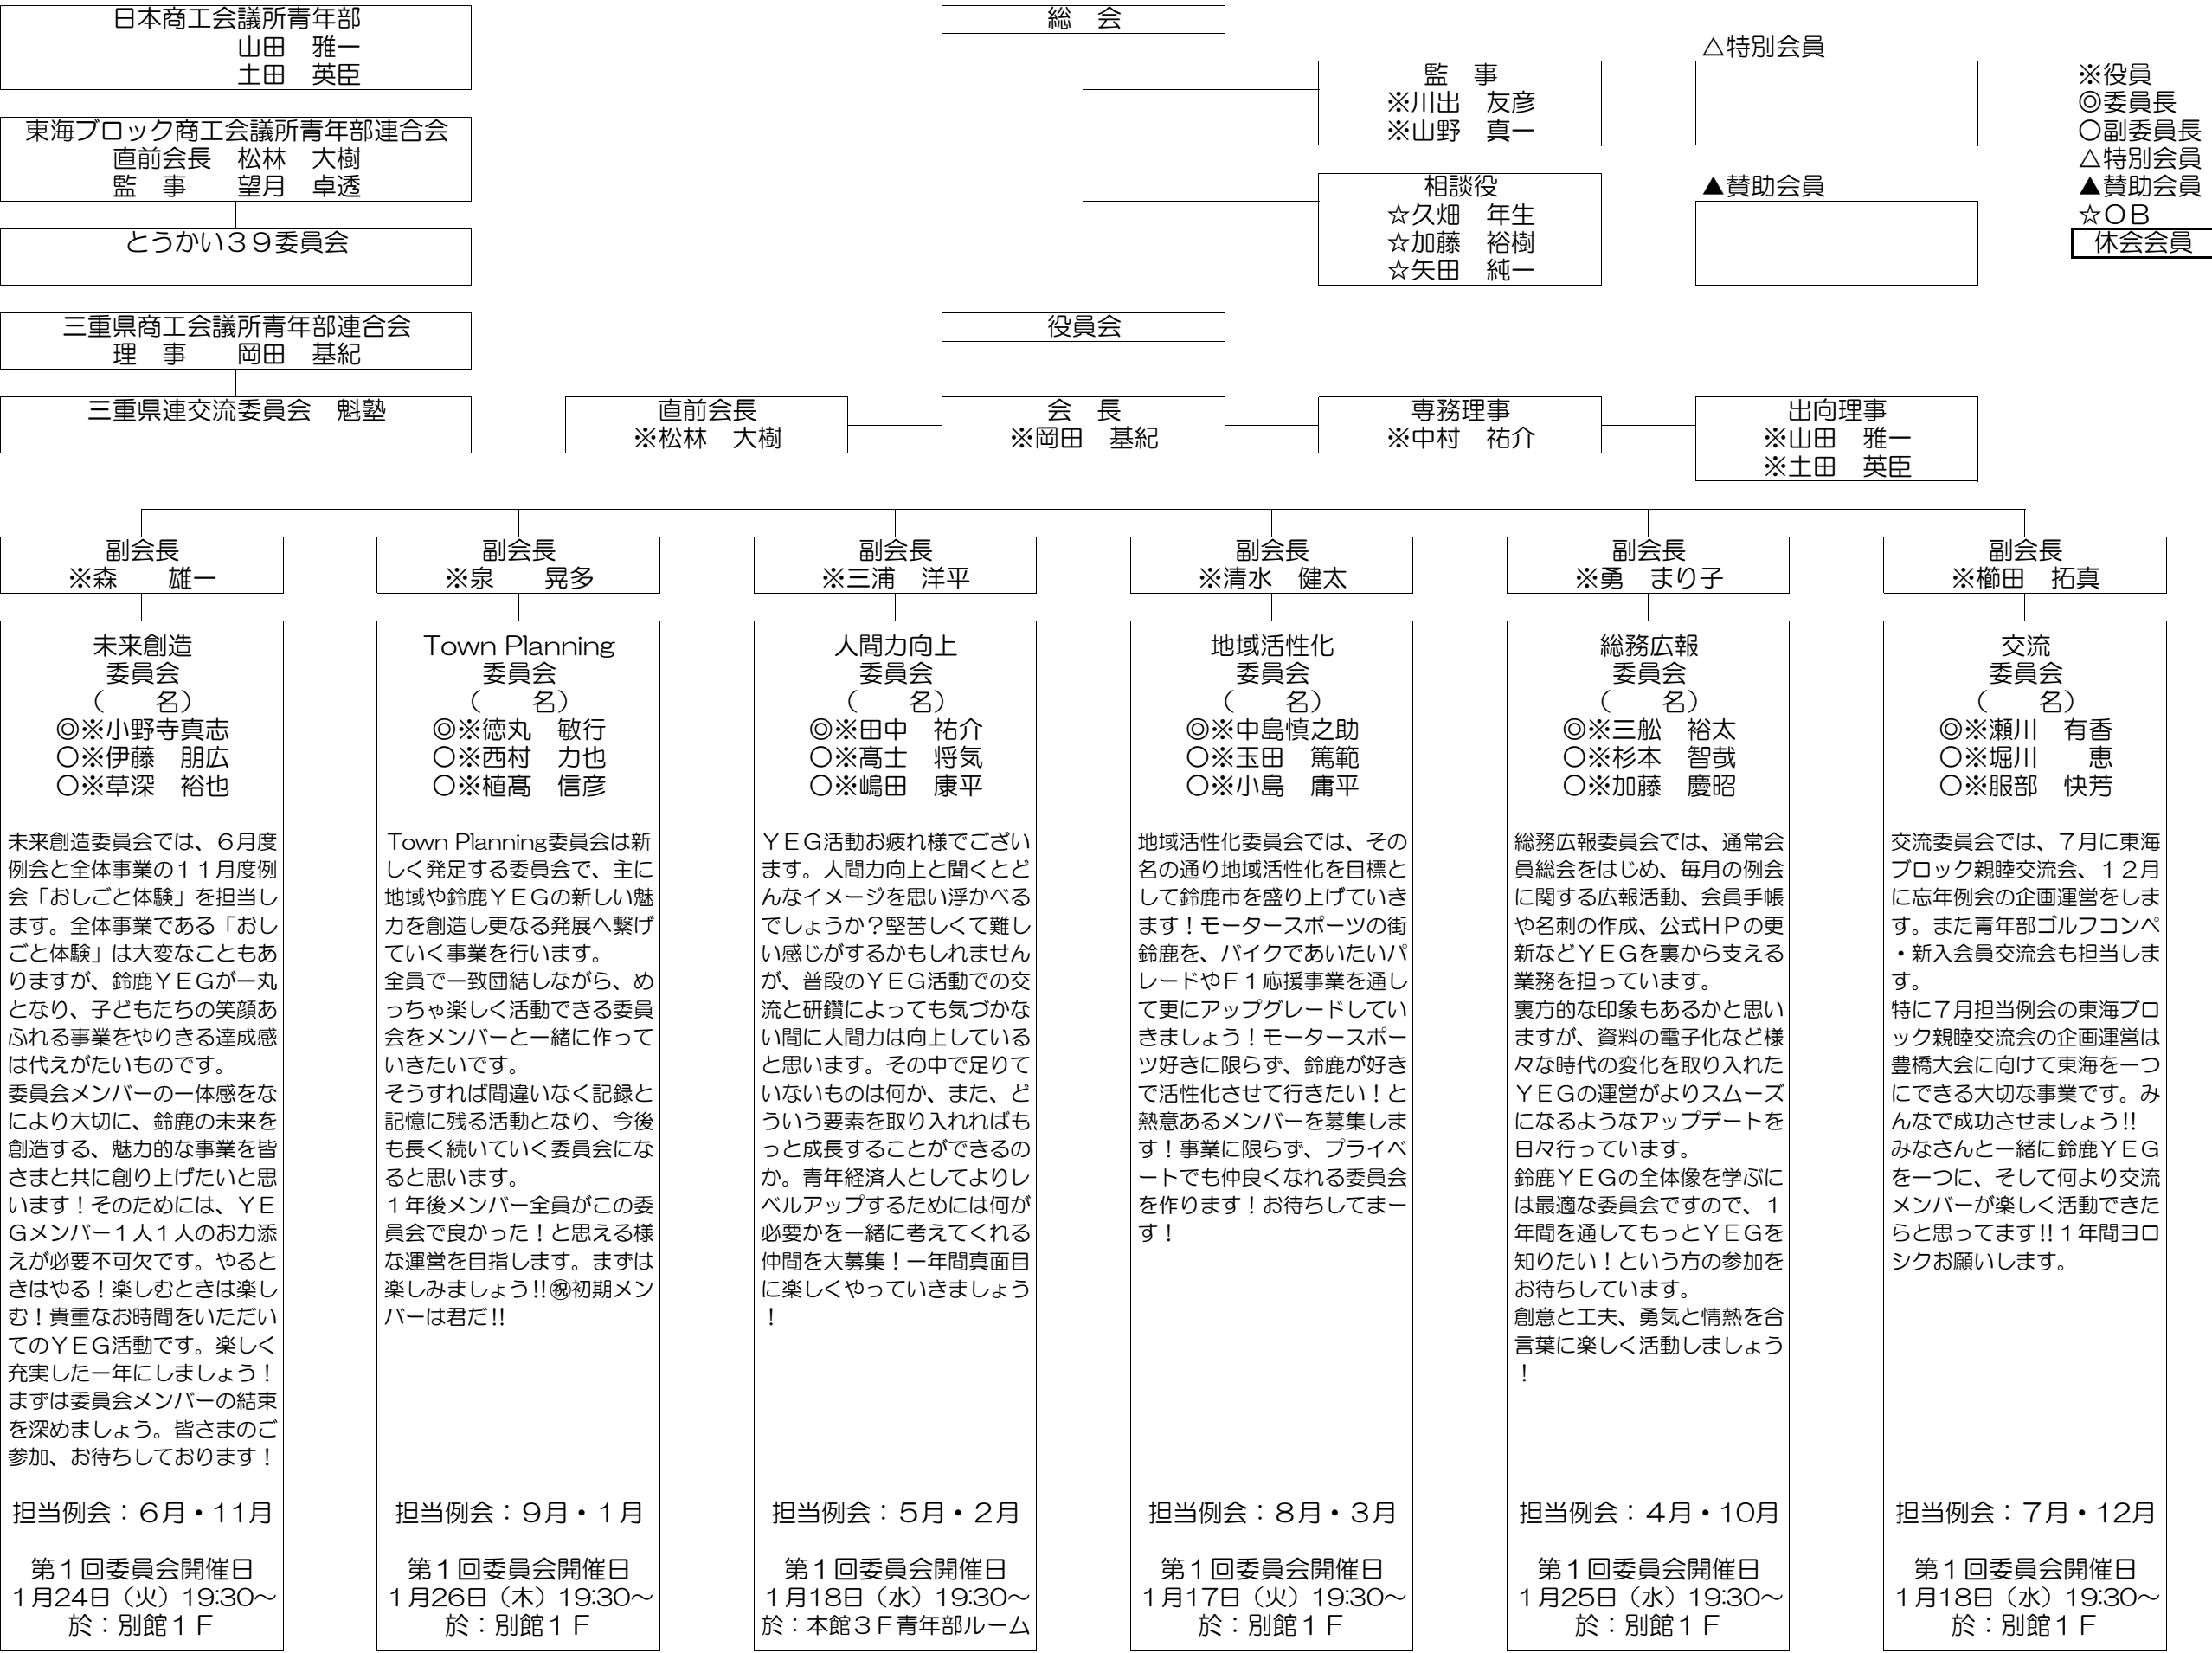 日本商工会議所青年部
山田　雅一
土田　英臣
東海ブロック商工会議所青年部連合会
直前会長　松林　大樹
監　事　　望月　卓透
とうかい３９委員会
三重県商工会議所青年部連合会
理　事　　岡田　基紀
三重県連交流委員会　魁塾
総　会
監　事
※川出　友彦
※山野　真一
相談役
☆久畑　年生
☆加藤　裕樹
☆矢田　純一
△特別会員
▲賛助会員
※役員
◎委員長
〇副委員長
△特別会員
▲賛助会員
☆ＯＢ
休会会員
役員会
直前会長
※松林　大樹
会　長
※岡田　基紀
専務理事
※中村　祐介
出向理事
※山田　雅一
※土田　英臣
副会長
※森　　雄一
未来創造
委員会
（　　名）
◎※小野寺真志
〇※伊藤　朋広
〇※草深　裕也
未来創造委員会では、６月度
例会と全体事業の１１月度例
会「おしごと体験」を担当し
ます。全体事業である「おし
ごと体験」は大変なこともあ
りますが、鈴鹿ＹＥＧが一丸
となり、子どもたちの笑顔あ
ふれる事業をやりきる達成感
は代えがたいものです。
委員会メンバーの一体感をな
により大切に、鈴鹿の未来を
創造する、魅力的な事業を皆
さまと共に創り上げたいと思
います！そのためには、ＹＥ
Ｇメンバー１人１人のお力添
えが必要不可欠です。やると
きはやる！楽しむときは楽し
む！貴重なお時間をいただい
てのＹＥＧ活動です。楽しく
充実した一年にしましょう！
まずは委員会メンバーの結束
を深めましょう。皆さまのご
参加、お待ちしております！
担当例会：６月・11月
第１回委員会開催日
１月24日（火）19:30～
於：別館１Ｆ
副会長
※泉　　晃多
Town Planning
委員会
（　　名）
◎※徳丸　敏行
〇※西村　力也
〇※植髙　信彦
Town Planning委員会は新
しく発足する委員会で、主に
地域や鈴鹿ＹＥＧの新しい魅
力を創造し更なる発展へ繋げ
ていく事業を行います。
全員で一致団結しながら、め
っちゃ楽しく活動できる委員
会をメンバーと一緒に作って
いきたいです。
そうすれば間違いなく記録と
記憶に残る活動となり、今後
も長く続いていく委員会にな
ると思います。
１年後メンバー全員がこの委
員会で良かった！と思える様
な運営を目指します。まずは
楽しみましょう!!㊗初期メン
バーは君だ!!
担当例会：９月・１月
第１回委員会開催日
１月26日（木）19:30～
於：別館１Ｆ
副会長
※三浦　洋平
人間力向上
委員会
（　　名）
◎※田中　祐介
〇※髙士　将気
〇※嶋田　康平
ＹＥＧ活動お疲れ様でござい
ます。人間力向上と聞くとど
んなイメージを思い浮かべる
でしょうか？堅苦しくて難し
い感じがするかもしれません
が、普段のＹＥＧ活動での交
流と研鑽によっても気づかな
い間に人間力は向上している
と思います。その中で足りて
いないものは何か、また、ど
ういう要素を取り入れればも
っと成長することができるの
か。青年経済人としてよりレ
ベルアップするためには何が
必要かを一緒に考えてくれる
仲間を大募集！一年間真面目
に楽しくやっていきましょう
！
担当例会：５月・２月
第１回委員会開催日
１月18日（水）19:30～
於：本館３Ｆ青年部ルーム
副会長
※清水　健太
地域活性化
委員会
（　　名）
◎※中島慎之助
〇※玉田　篤範
〇※小島　庸平
地域活性化委員会では、その
名の通り地域活性化を目標と
して鈴鹿市を盛り上げていき
ます！モータースポーツの街
鈴鹿を、バイクであいたいパ
レードやＦ１応援事業を通し
て更にアップグレードしてい
きましょう！モータースポー
ツ好きに限らず、鈴鹿が好き
で活性化させて行きたい！と
熱意あるメンバーを募集しま
す！事業に限らず、プライベ
ートでも仲良くなれる委員会
を作ります！お待ちしてまー
す！
担当例会：８月・３月
第１回委員会開催日
１月17日（火）19:30～
於：別館１Ｆ
副会長
※勇　まり子
総務広報
委員会
（　　名）
◎※三舩　裕太
〇※杉本　智哉
〇※加藤　慶昭
総務広報委員会では、通常会
員総会をはじめ、毎月の例会
に関する広報活動、会員手帳
や名刺の作成、公式ＨＰの更
新などＹＥＧを裏から支える
業務を担っています。
裏方的な印象もあるかと思い
ますが、資料の電子化など様
々な時代の変化を取り入れた
ＹＥＧの運営がよりスムーズ
になるようなアップデートを
日々行っています。
鈴鹿ＹＥＧの全体像を学ぶに
は最適な委員会ですので、１
年間を通してもっとＹＥＧを
知りたい！という方の参加を
お待ちしています。
創意と工夫、勇気と情熱を合
言葉に楽しく活動しましょう
！
担当例会：４月・10月
第１回委員会開催日
１月25日（水）19:30～
於：別館１Ｆ
副会長
※櫛田　拓真
交流
委員会
（　　名）
◎※瀬川　有香
〇※堀川　　恵
〇※服部　快芳
交流委員会では、７月に東海
ブロック親睦交流会、１２月
に忘年例会の企画運営をしま
す。また青年部ゴルフコンペ
・新入会員交流会も担当しま
す。
特に７月担当例会の東海ブロ
ック親睦交流会の企画運営は
豊橋大会に向けて東海を一つ
にできる大切な事業です。み
んなで成功させましょう!!
みなさんと一緒に鈴鹿ＹＥＧ
を一つに、そして何より交流
メンバーが楽しく活動できた
らと思ってます!!１年間ヨロ
シクお願いします。
担当例会：７月・12月
第１回委員会開催日
１月18日（水）19:30～
於：別館１Ｆ